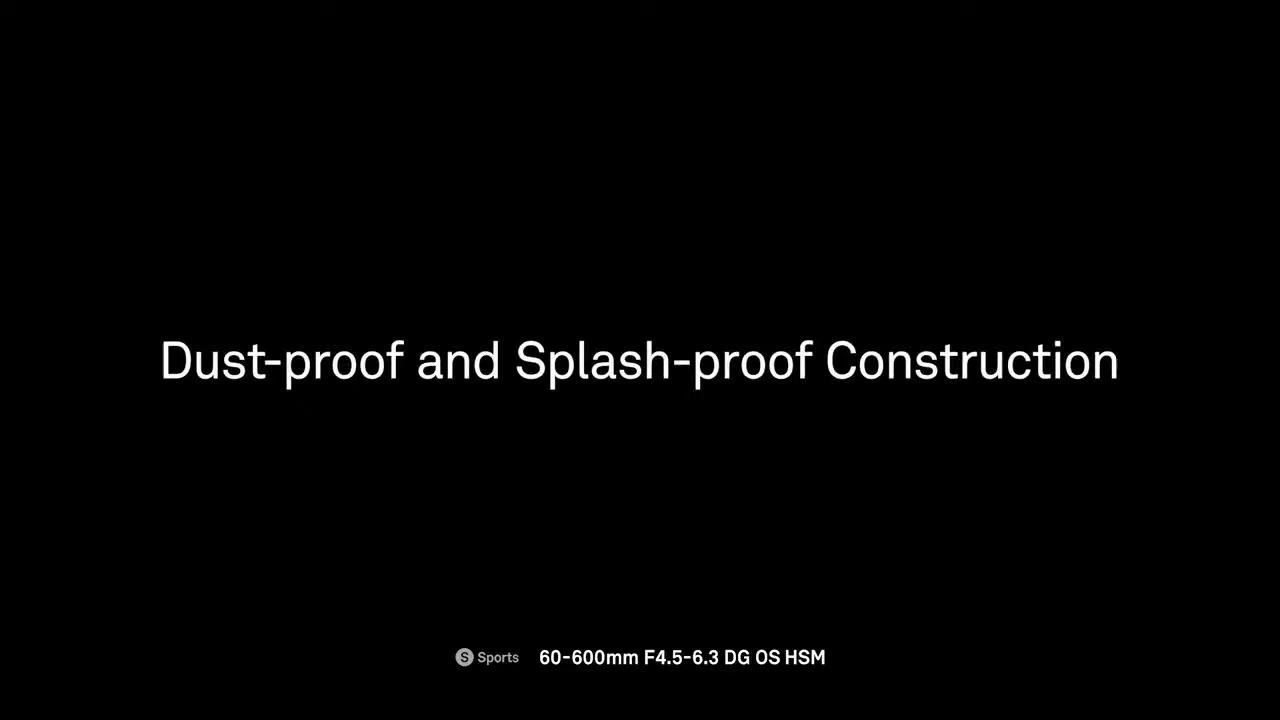 Dust-proof and Splash-proof Construction
S Sports 60-600mm F4.5-6.3 DG OS HSM